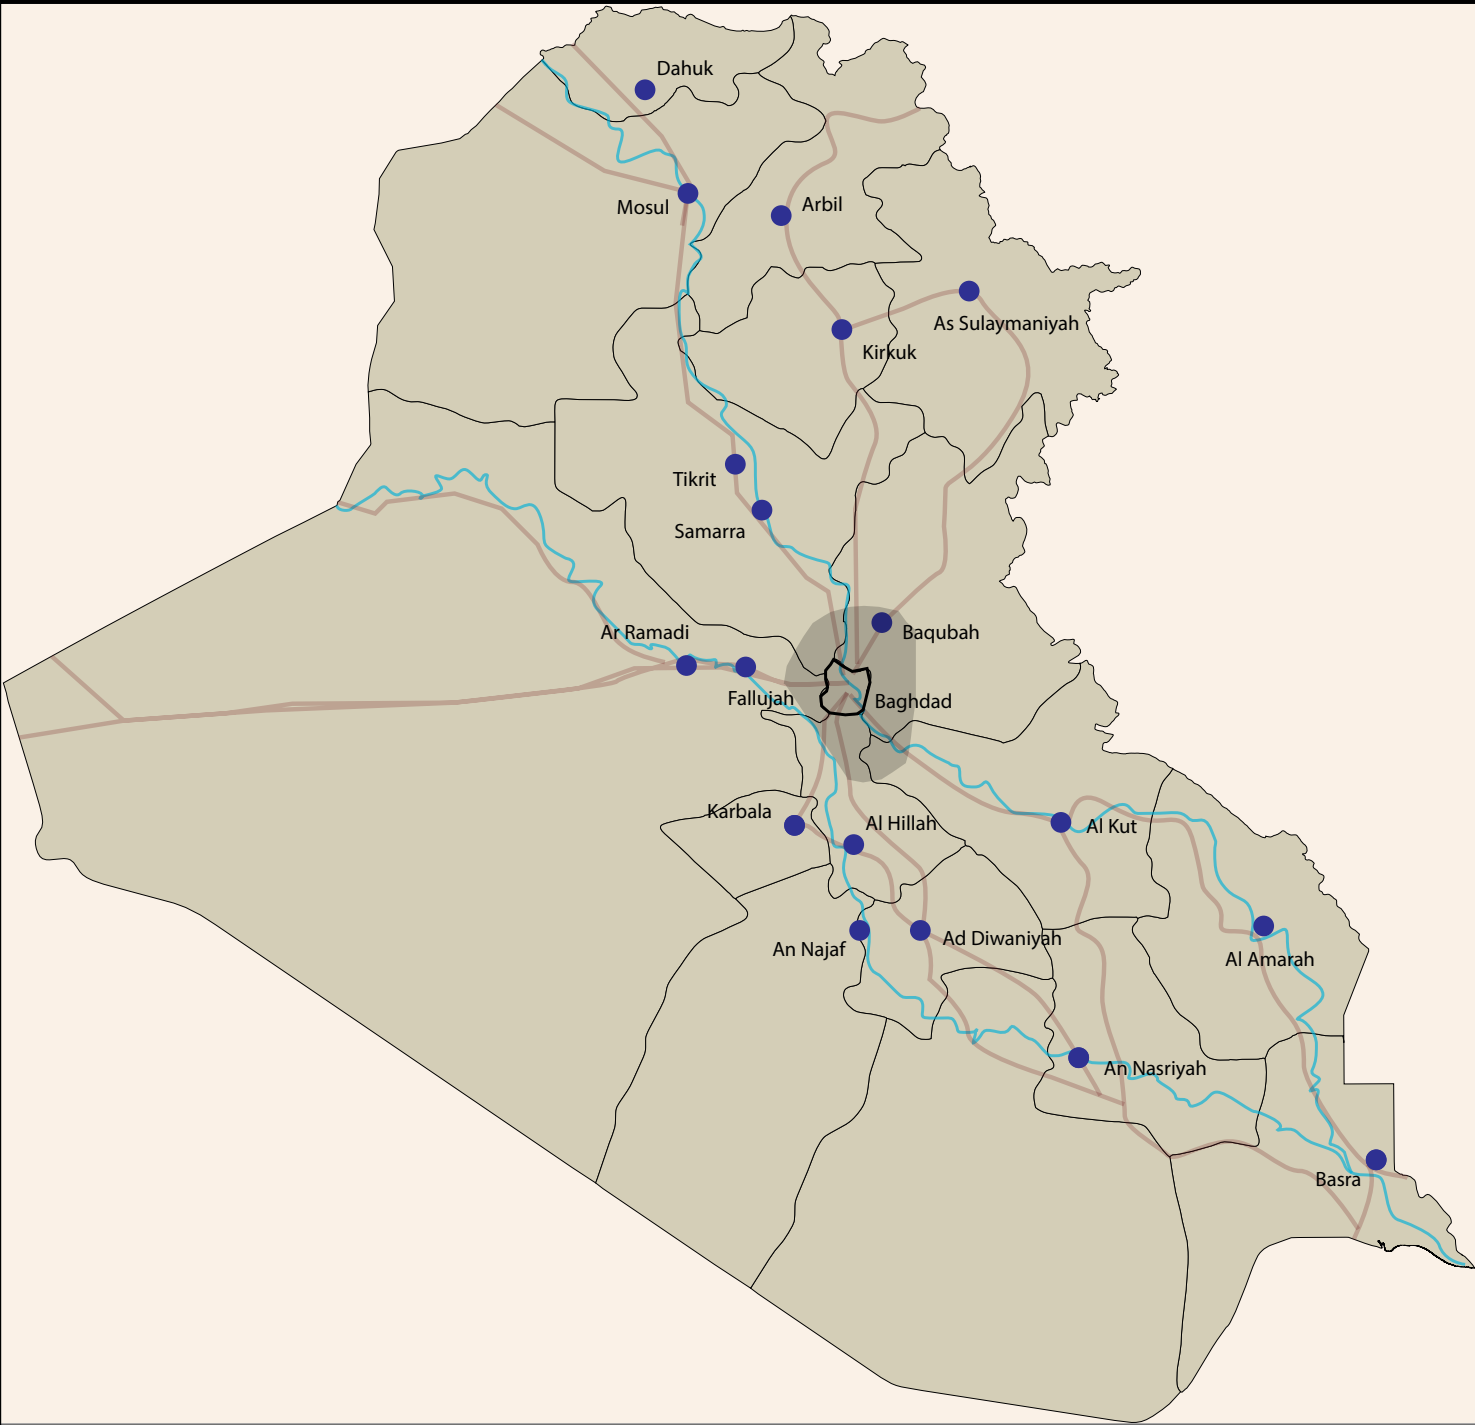 Dahuk
Mosul
Arbil
As Sulaymaniyah
Kirkuk
Tikrit
Samarra
Ar Ramadi
Baqubah
Fallujah
Baghdad
Karbala
Al Hillah
Al Kut
An Najaf
Ad Diwaniyah
Al Amarah
An Nasriyah
Basra